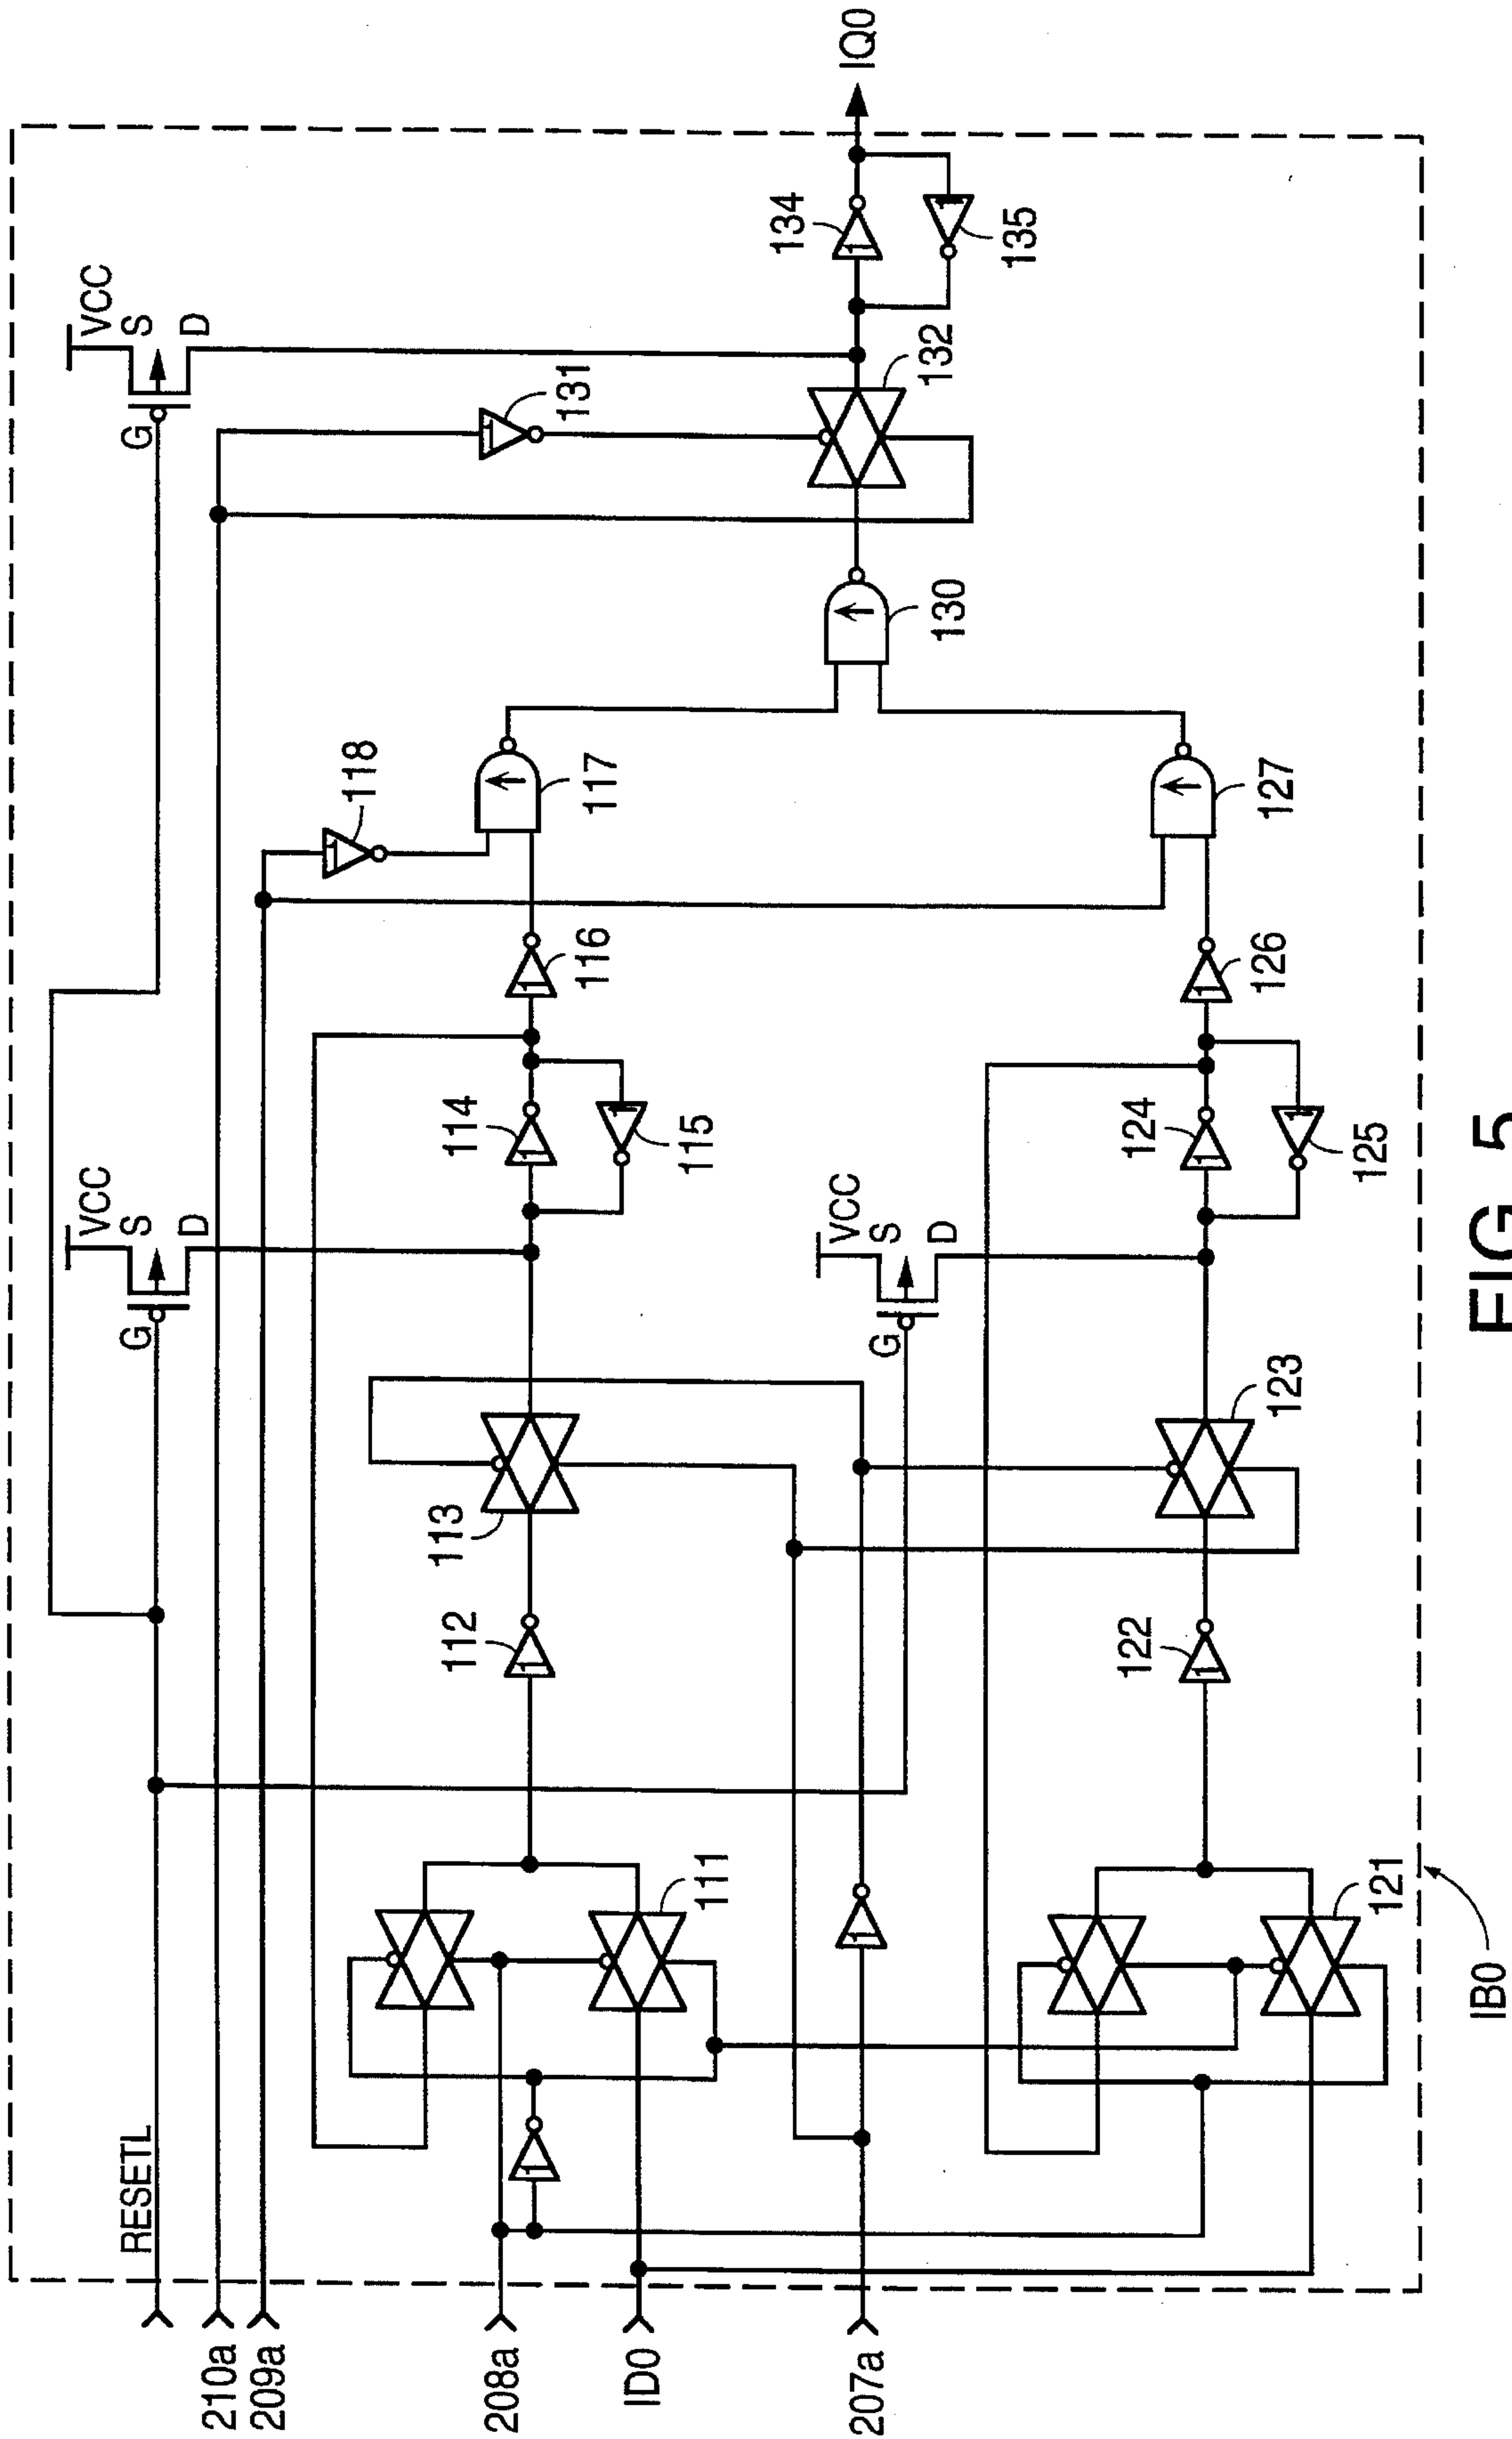 RESETL
210a
209a
208a
ID0
207a
VCC
S
D
G
VCC
S
D
G
VCC
S
D
G
111
112
113
114
115
116
117
118
121
122
123
124
125
126
127
130
131
132
134
135
IQ0
IB0
FIG 5